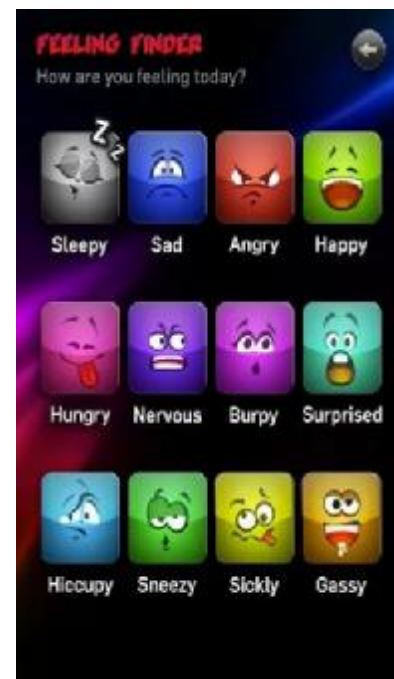 FEELING FINDER
How are you feeling today?
Z z
Sleepy Sad Angry Happy
Hungry Nervous Burpy Surprised
Hiccupy Sneezy Sickly Gassy